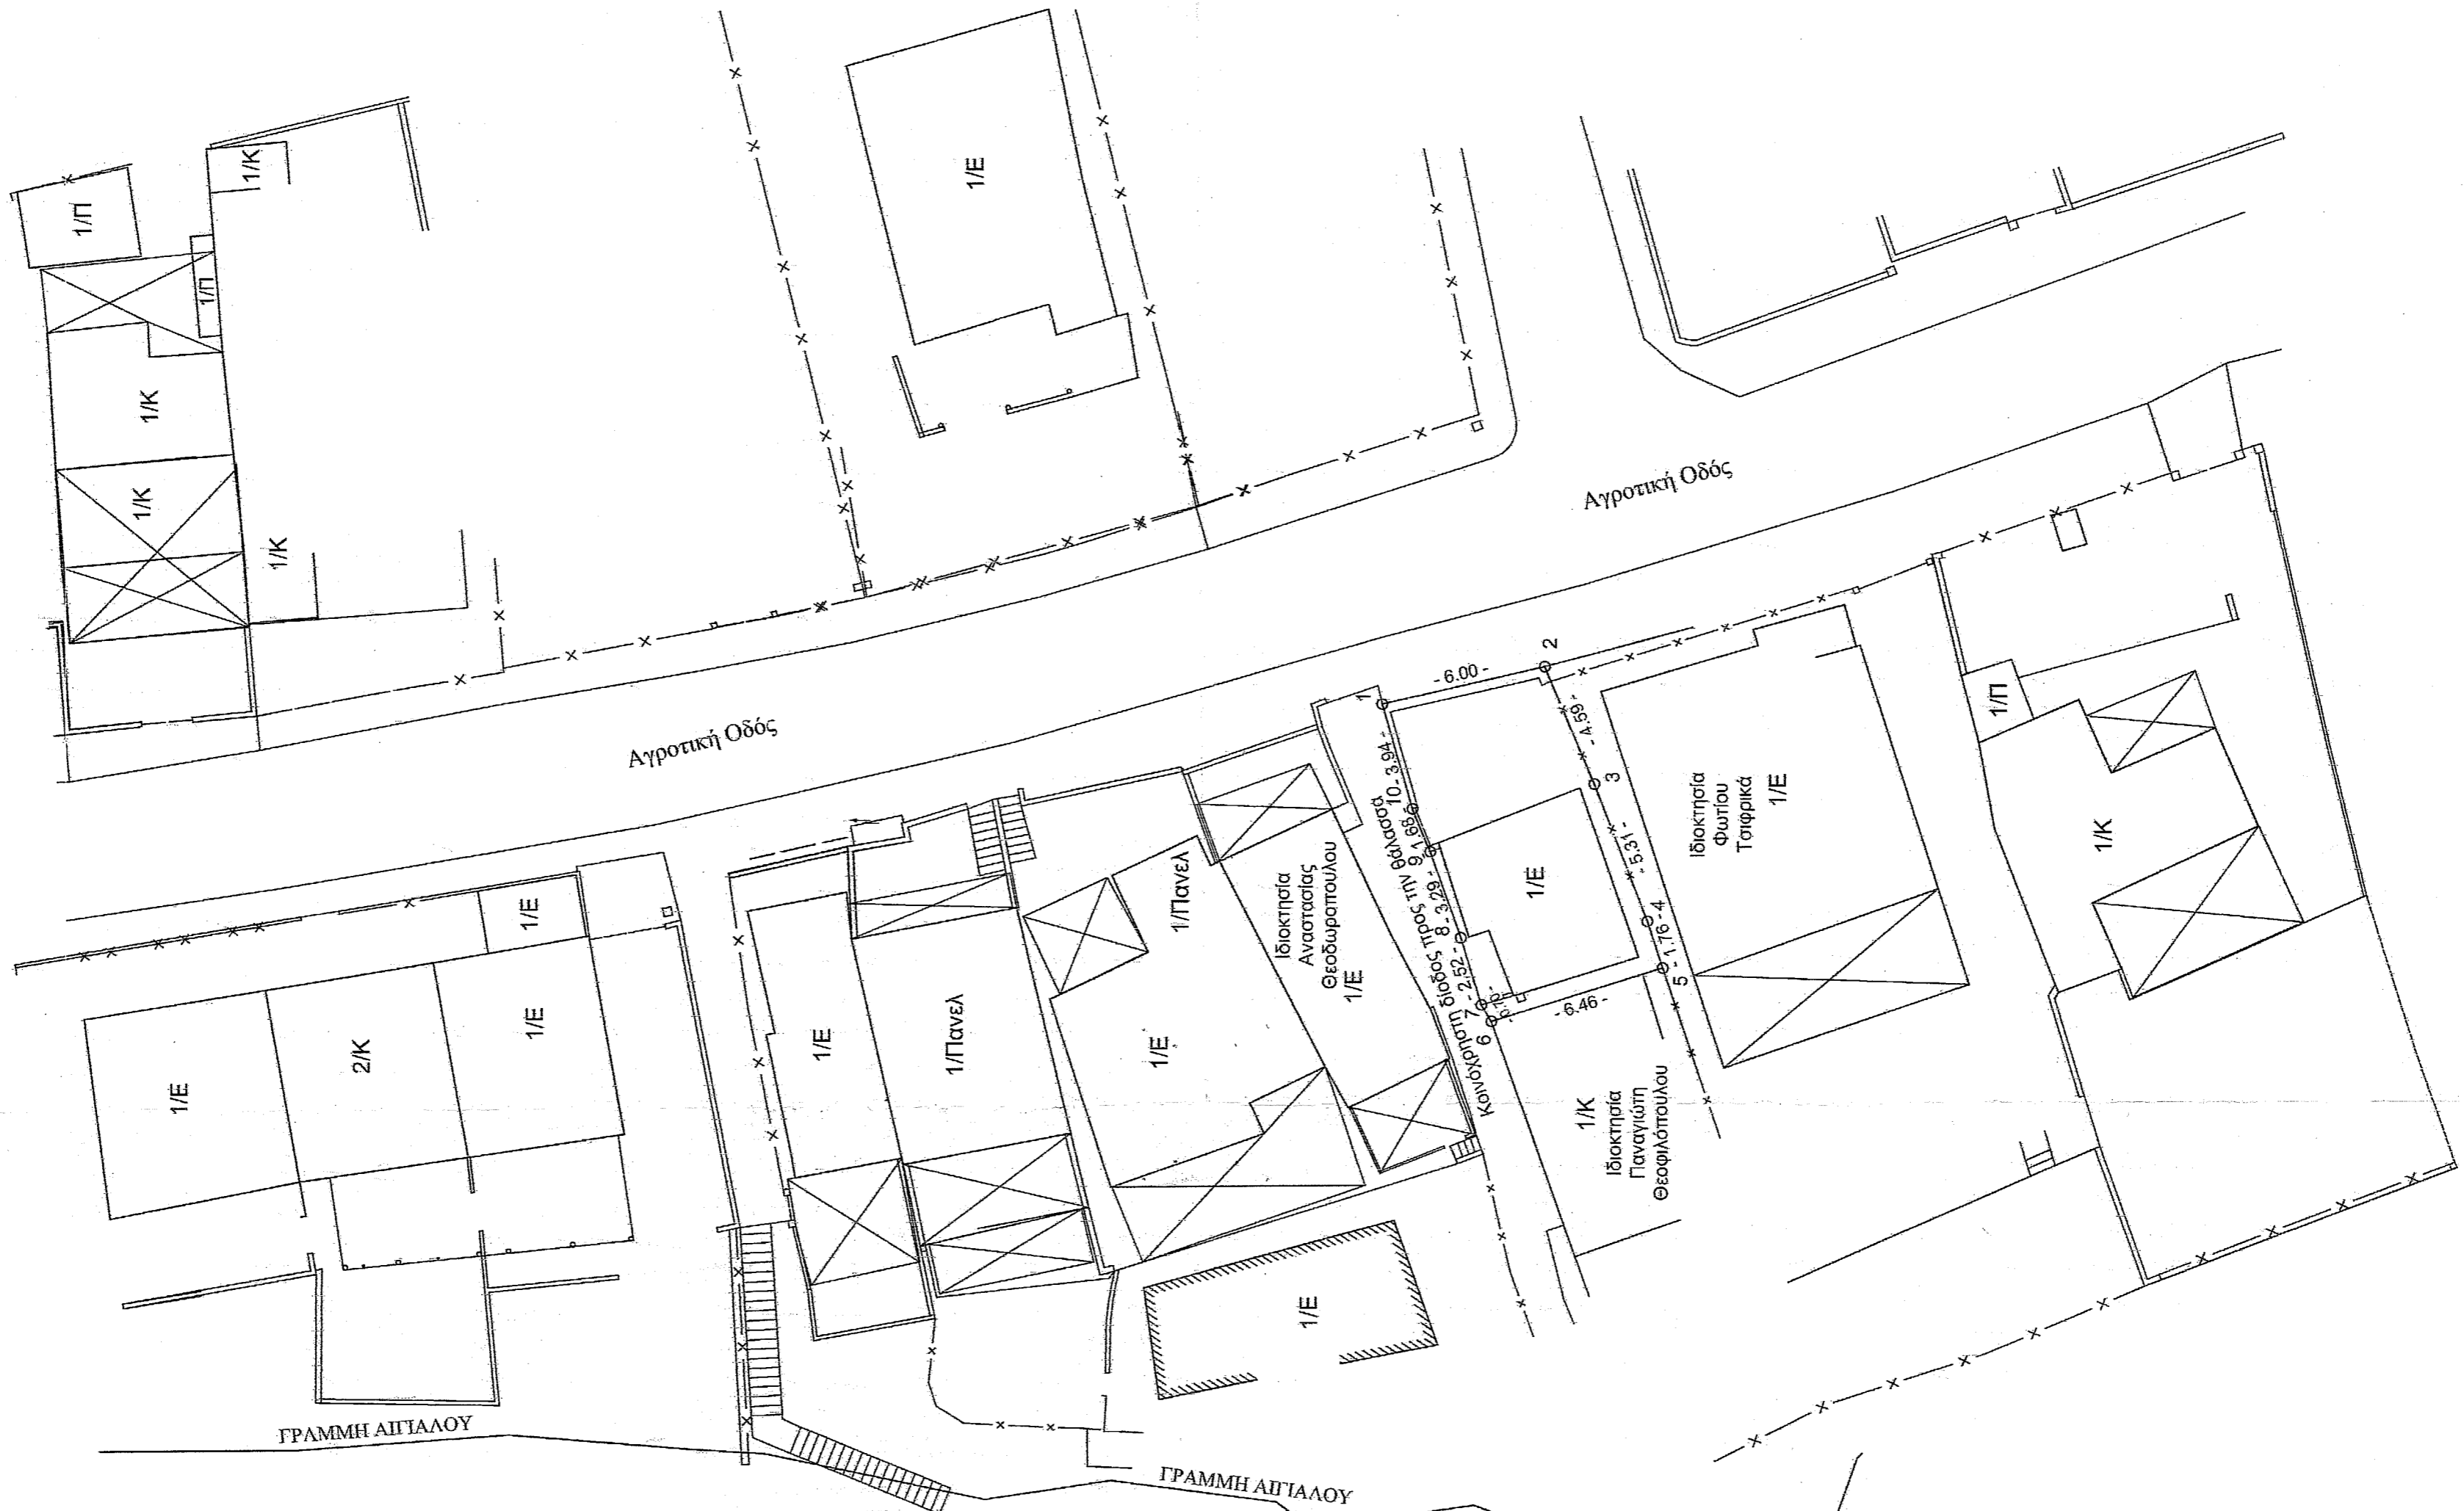 1/Π
1/Κ
1/Π
1/Κ
1/Κ
1/Κ
1/Ε
Αγροτική Οδός
Αγροτική Οδός
1
- 6.00 -
2
- 4.59 -
3
- 5.31 -
4
- 1.76 -
5
- 6.46 -
6
- 0.70 -
7
- 2.52 -
8
- 3.29 -
9
- 1.68 -
10
- 3.94 -
Κοινόχρηστη δίοδος προς την θάλασσα
1/Ε
Ιδιοκτησία
Φωτίου
Τσιφρικά
1/Ε
1/Π
1/Κ
1/Ε
1/Ε
2/Κ
1/Ε
1/Ε
1/Πανελ
1/Πανελ
1/Ε
Ιδιοκτησία
Αναστασίας
Θεοδωροπουλου
1/Ε
1/Κ
Ιδιοκτησία
Παναγιώτη
Θεοφιλόπουλου
1/Ε
ΓΡΑΜΜΗ ΑΙΓΙΑΛΟΥ
ΓΡΑΜΜΗ ΑΙΓΙΑΛΟΥ